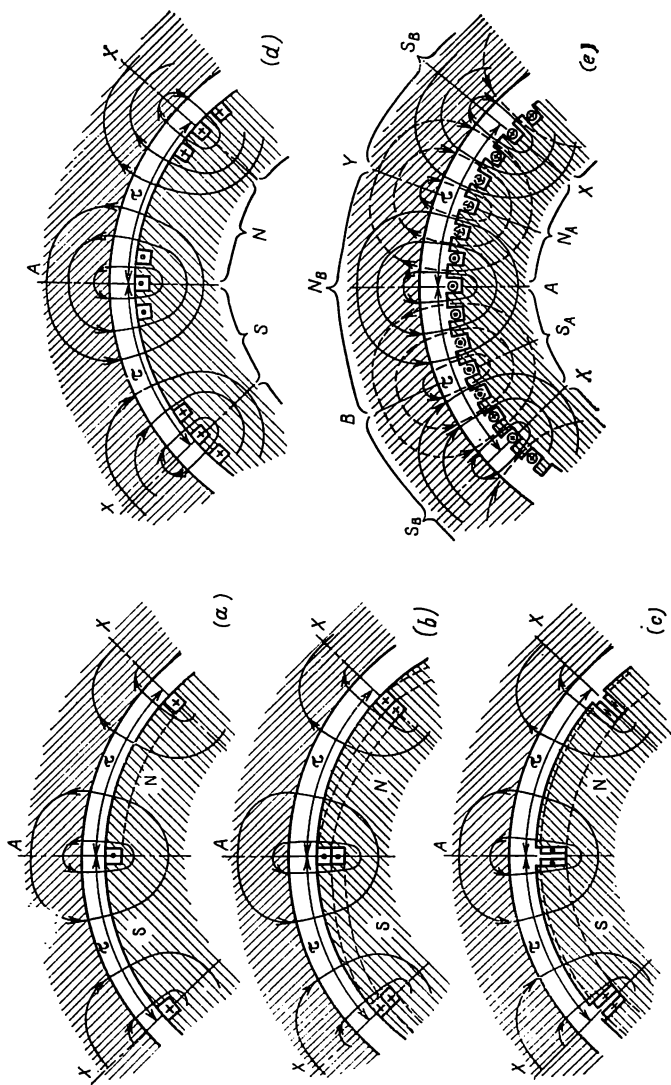 A
X X
τ τ
S N
(a)
A
X X
τ τ
S N
(b)
A
X X
τ τ
S N
(c)
A
X X
τ τ
S N
(d)
N_B
S_B B Y S_B
τ τ
X S_A A N_A X
(e)